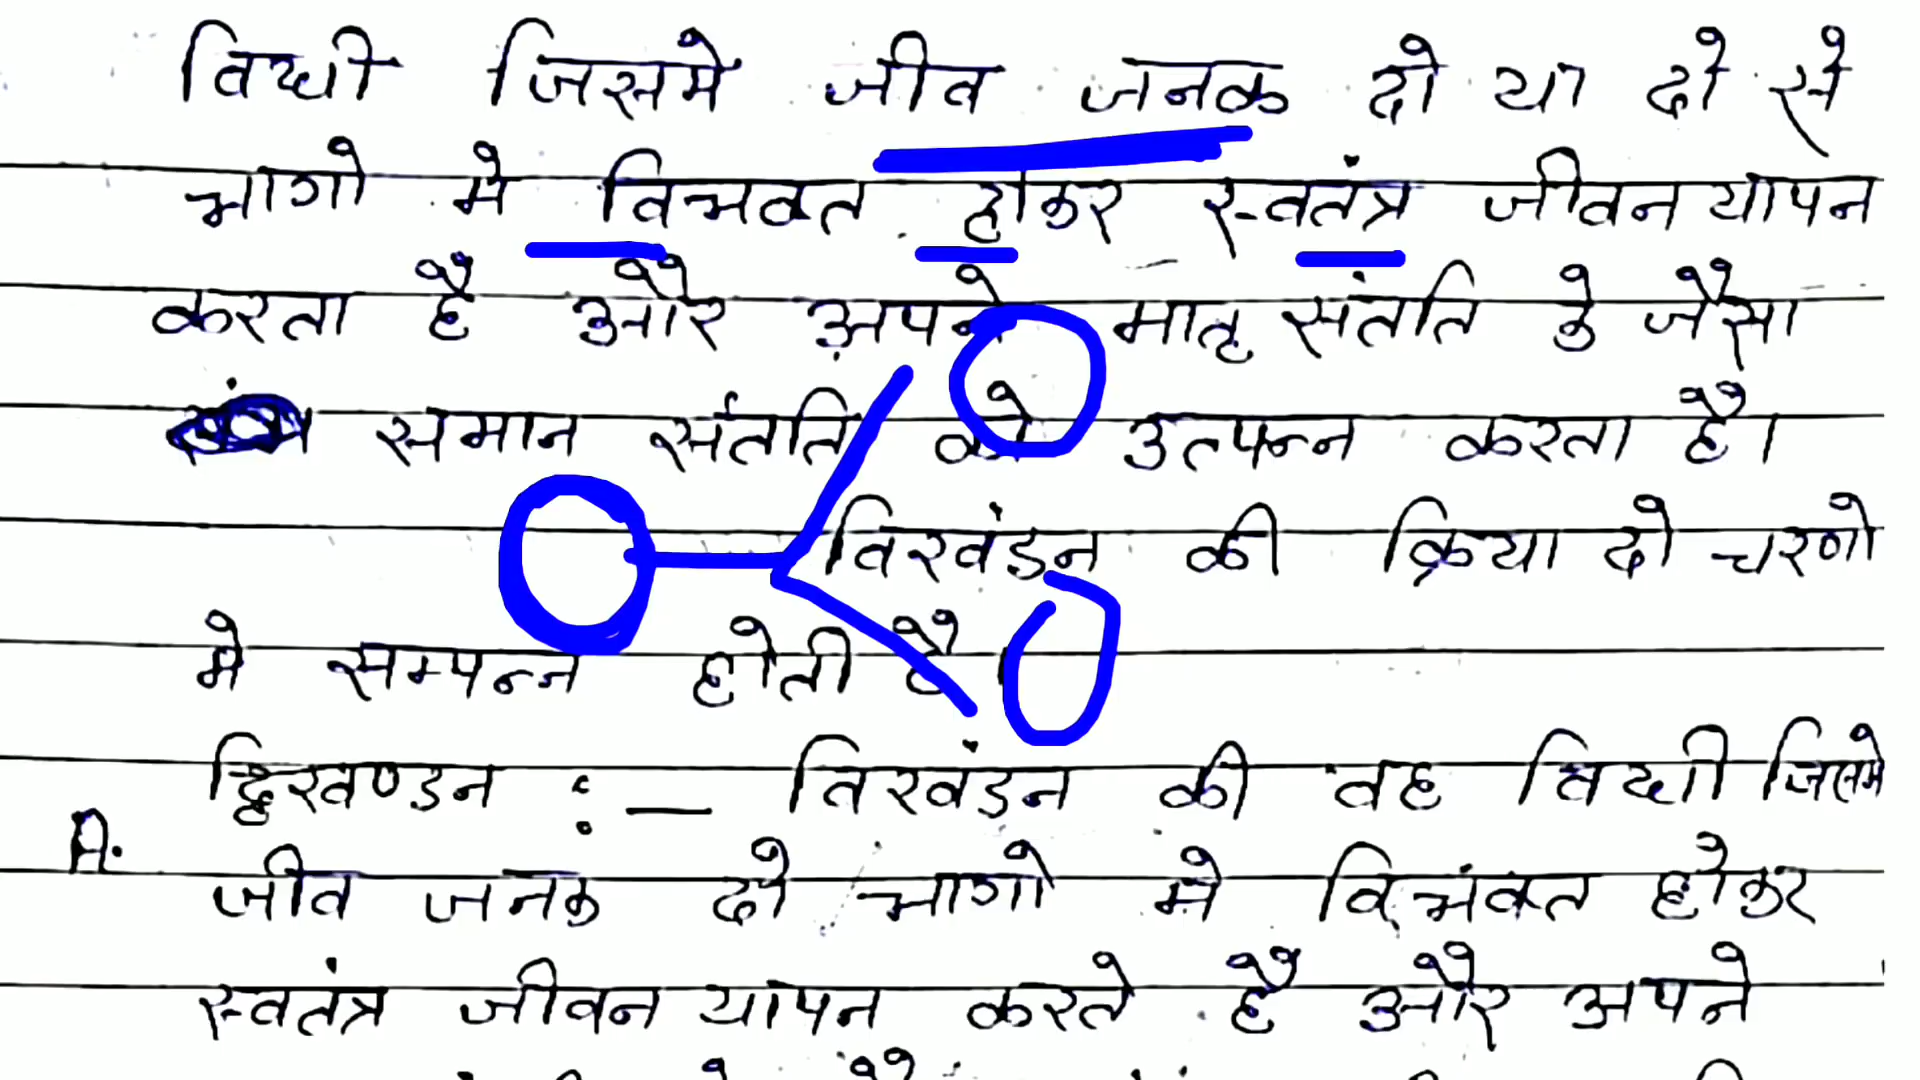 विधी जिसमे जीव जनक दो या दो से
भागो मे विभक्त होकर स्वतंत्र जीवन यापन
करता है और अपने मातृ संतति के जैसा
समान संतति को उत्पन्न करता है।
विखंडन की क्रिया दो चरणो
मे सम्पन्न होती है।
द्विखण्डन :- विखंडन की वह विधी जिसमे
जीव जनक दो भागो मे विभक्त होकर
स्वतंत्र जीवन यापन करते है और अपने